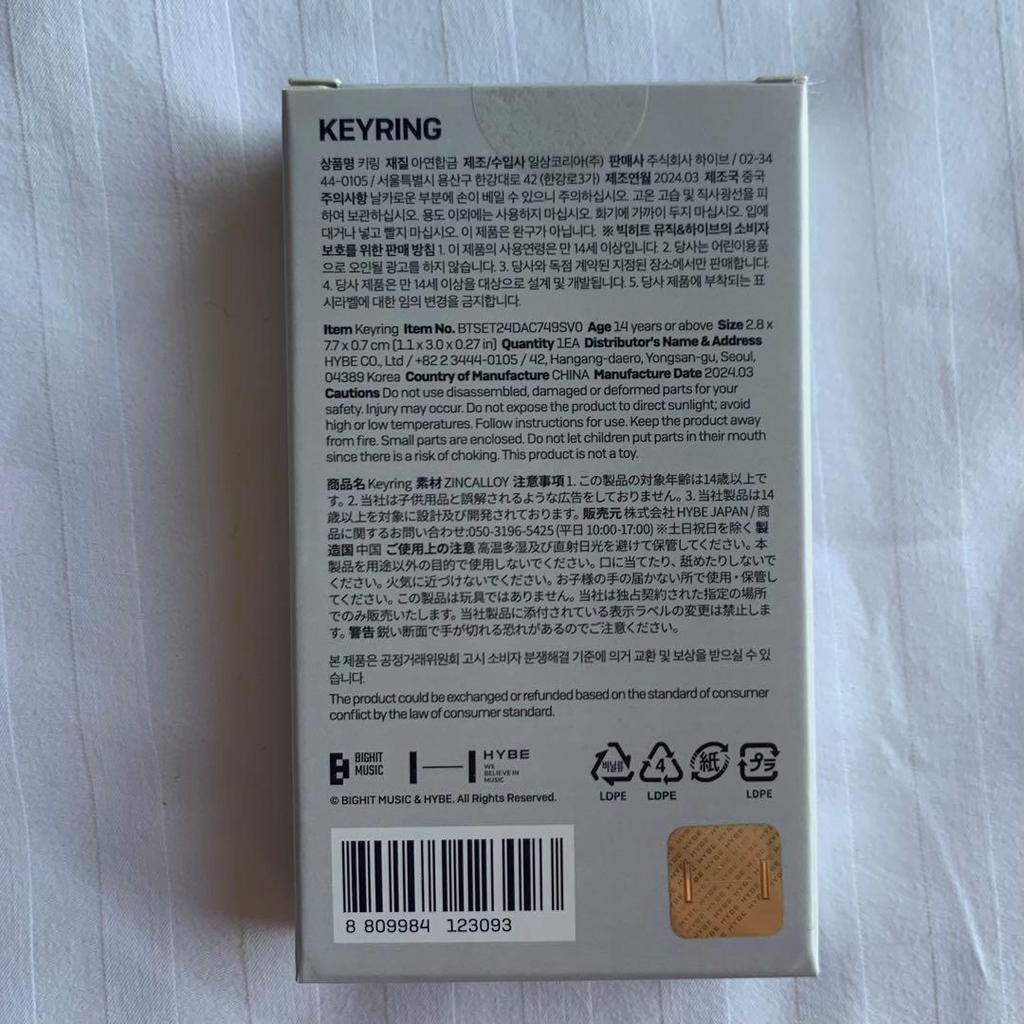 KEYRING
상품명 키링 재질 아연합금 제조/수입사 일상코리아(주) 판매사 주식회사 하이브 / 02-34
44-0105 / 서울특별시 용산구 한강대로 42 (한강로3가) 제조연월 2024.03 제조국 중국
주의사항 날카로운 부분에 손이 베일 수 있으니 주의하십시오. 고온 고습 및 직사광선을 피
하여 보관하십시오. 용도 이외에는 사용하지 마십시오. 화기에 가까이 두지 마십시오. 입에
대거나 넣고 빨지 마십시오. 이 제품은 완구가 아닙니다. ※ 빅히트 뮤직&하이브의 소비자
보호를 위한 판매 방침 1. 이 제품의 사용연령은 만 14세 이상입니다. 2. 당사는 어린이용품
으로 오인될 광고를 하지 않습니다. 3. 당사와 독점 계약된 지정된 장소에서만 판매합니다.
4. 당사 제품은 만 14세 이상을 대상으로 설계 및 개발됩니다. 5. 당사 제품에 부착되는 표
시라벨에 대한 임의 변경을 금지합니다.
Item Keyring Item No. BTSET24DAC749SV0 Age 14 years or above Size 2.8 x
7.7 x 0.7 cm (1.1 x 3.0 x 0.27 in) Quantity 1EA Distributor's Name & Address
HYBE CO., Ltd / +82 2 3444-0105 / 42, Hangang-daero, Yongsan-gu, Seoul,
04389 Korea Country of Manufacture CHINA Manufacture Date 2024.03
Cautions Do not use disassembled, damaged or deformed parts for your
safety. Injury may occur. Do not expose the product to direct sunlight; avoid
high or low temperatures. Follow instructions for use. Keep the product away
from fire. Small parts are enclosed. Do not let children put parts in their mouth
since there is a risk of choking. This product is not a toy.
商品名 Keyring 素材 ZINCALLOY 注意事項 1. この製品の対象年齢は14歳以上で
す。2. 当社は子供用品と誤解されるような広告をしておりません。3. 当社製品は14
歳以上を対象に設計及び開発されております。販売元 株式会社 HYBE JAPAN / 商
品に関するお問い合わせ:050-3196-5425 (平日 10:00-17:00) ※土日祝日を除く 製
造国 中国 ご使用上の注意 高温多湿及び直射日光を避けて保管してください。本
製品を用途以外の目的で使用しないでください。口に当てたり、舐めたりしないで
ください。火気に近づけないでください。お子様の手の届かない所で使用・保管し
てください。この製品は玩具ではありません。当社は独占契約された指定の場所
でのみ販売いたします。当社製品に添付されている表示ラベルの変更は禁止しま
す。警告 鋭い断面で手が切れる恐れがあるのでご注意ください。
본 제품은 공정거래위원회 고시 소비자 분쟁해결 기준에 의거 교환 및 보상을 받으실 수 있
습니다.
The product could be exchanged or refunded based on the standard of consumer
conflict by the law of consumer standard.
BIGHIT
MUSIC
HYBE
WE
BELIEVE IN
MUSIC
비닐류 4 紙 プラ
LDPE LDPE LDPE
© BIGHIT MUSIC & HYBE. All Rights Reserved.
8 809984 123093
HYBE HYBE HYBE